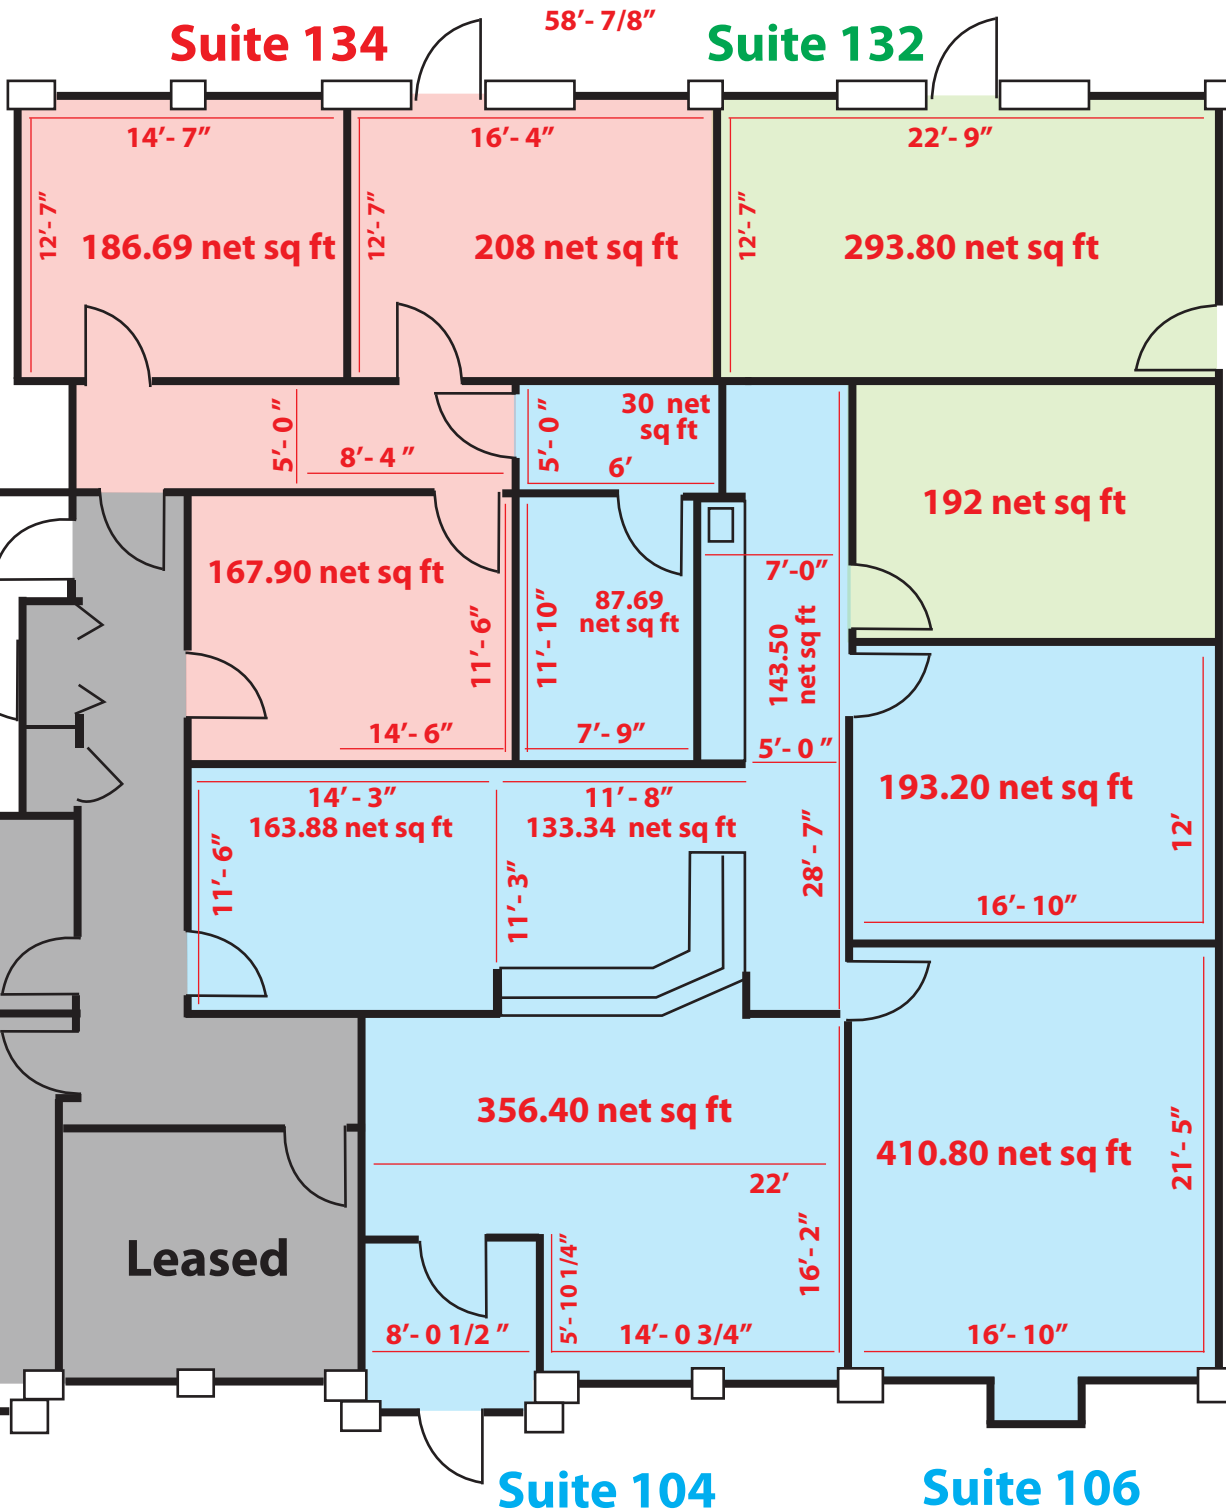 58′- 7/8″
Suite 134
Suite 132
14′- 7″
16′- 4″
22′- 9″
12′- 7″
12′- 7″
12′- 7″
186.69 net sq ft
208 net sq ft
293.80 net sq ft
5′- 0 ″
8′- 4 ″
5′- 0 ″
30 net
sq ft
6′
192 net sq ft
167.90 net sq ft
11′- 6″
14′- 6″
11′- 10″
87.69
net sq ft
7′- 9″
7′-0″
143.50
net sq ft
5′- 0 ″
28′- 7″
193.20 net sq ft
12′
16′- 10″
14′ - 3″
163.88 net sq ft
11′- 6″
11′ - 8″
133.34 net sq ft
11′- 3″
356.40 net sq ft
22′
16′- 2″
410.80 net sq ft
21′- 5″
16′- 10″
Leased
8′- 0 1/2 ″
5′- 10 1/4″
14′- 0 3/4″
Suite 104
Suite 106